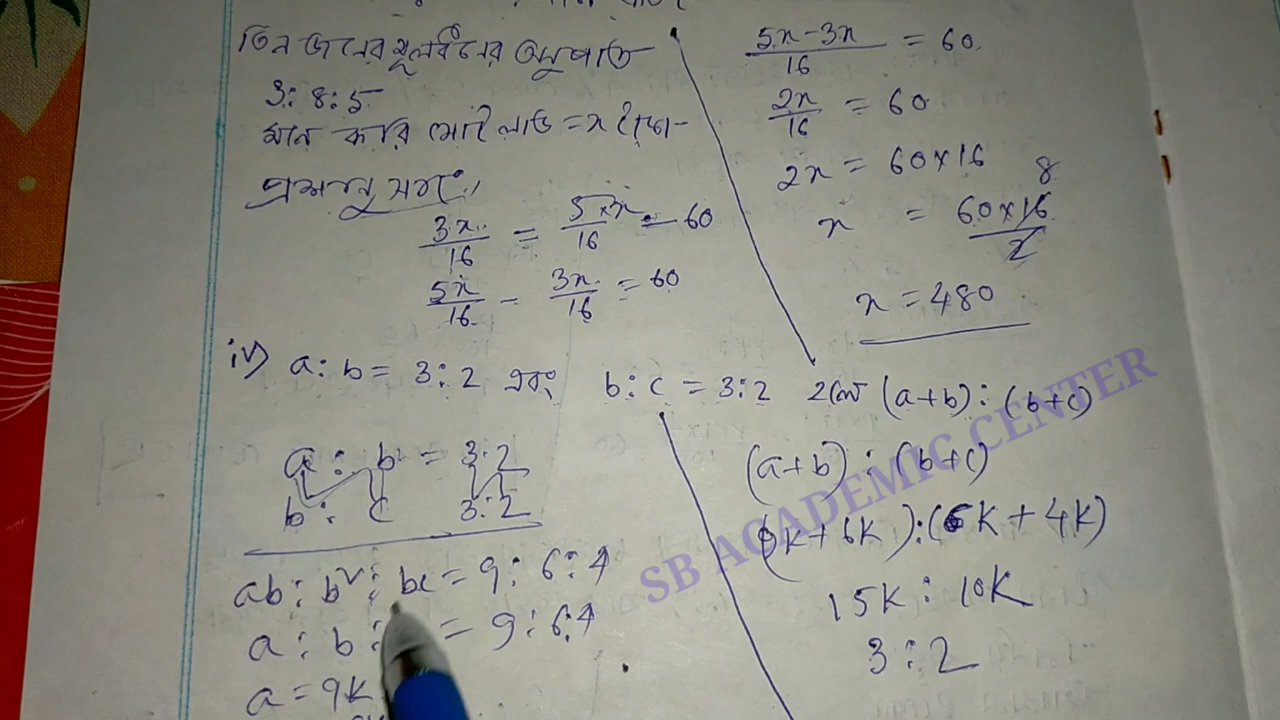 তিন জনের মূলধনের অনুপাত
3:8:5
মনে করি মোট লাভ = x টাকা
প্রশ্নানুসারে,
3x/16 = 5×x/16 - 60
5x/16 - 3x/16 = 60
5x-3x/16 = 60
2x/16 = 60
2x = 60×16
8
x = 60×16/2
x = 480
iv) a:b = 3:2 এবং b:c = 3:2 হলে (a+b):(b+c)
a : b = 3:2
b : c 3:2
ab : b² : bc = 9:6:4
a : b : = 9:6:4
a = 9k
(a+b) : (b+c)
(9k+6k):(6k+4k)
15k : 10k
3:2
SB ACADEMIC CENTER